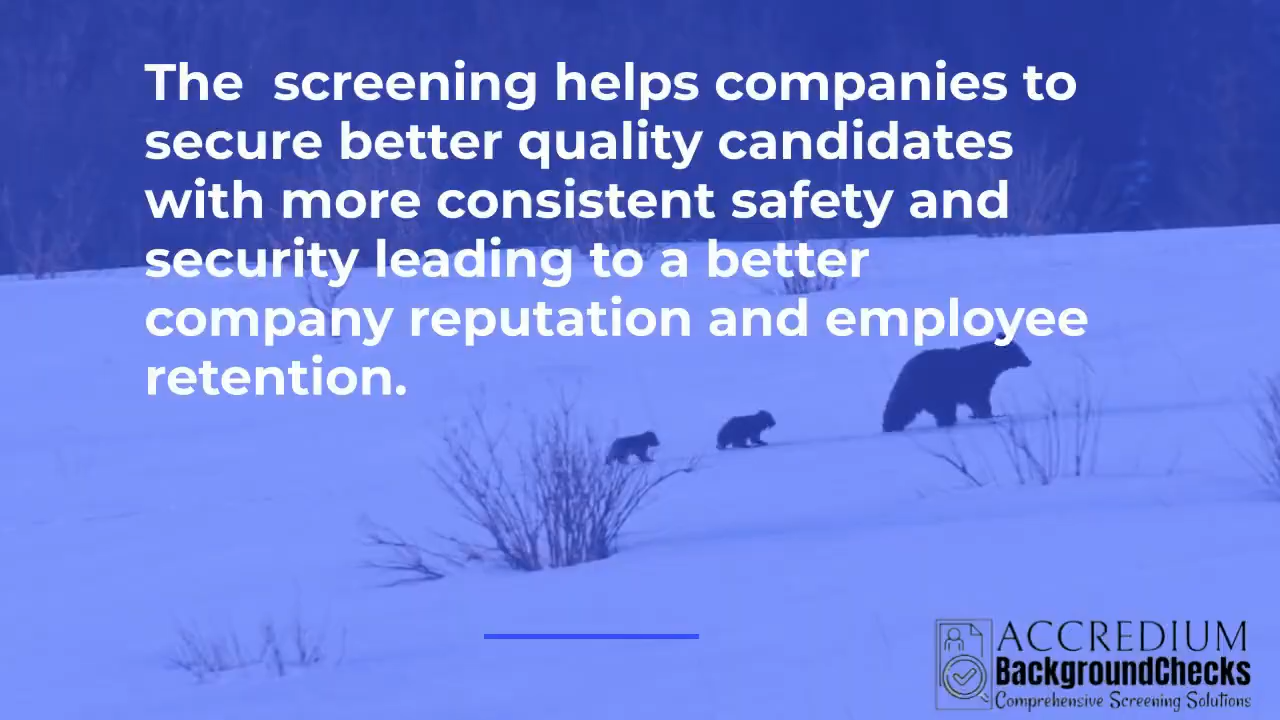 The  screening helps companies to
secure better quality candidates
with more consistent safety and
security leading to a better
company reputation and employee
retention.
ACCREDIUM
BackgroundChecks
Comprehensive Screening Solutions